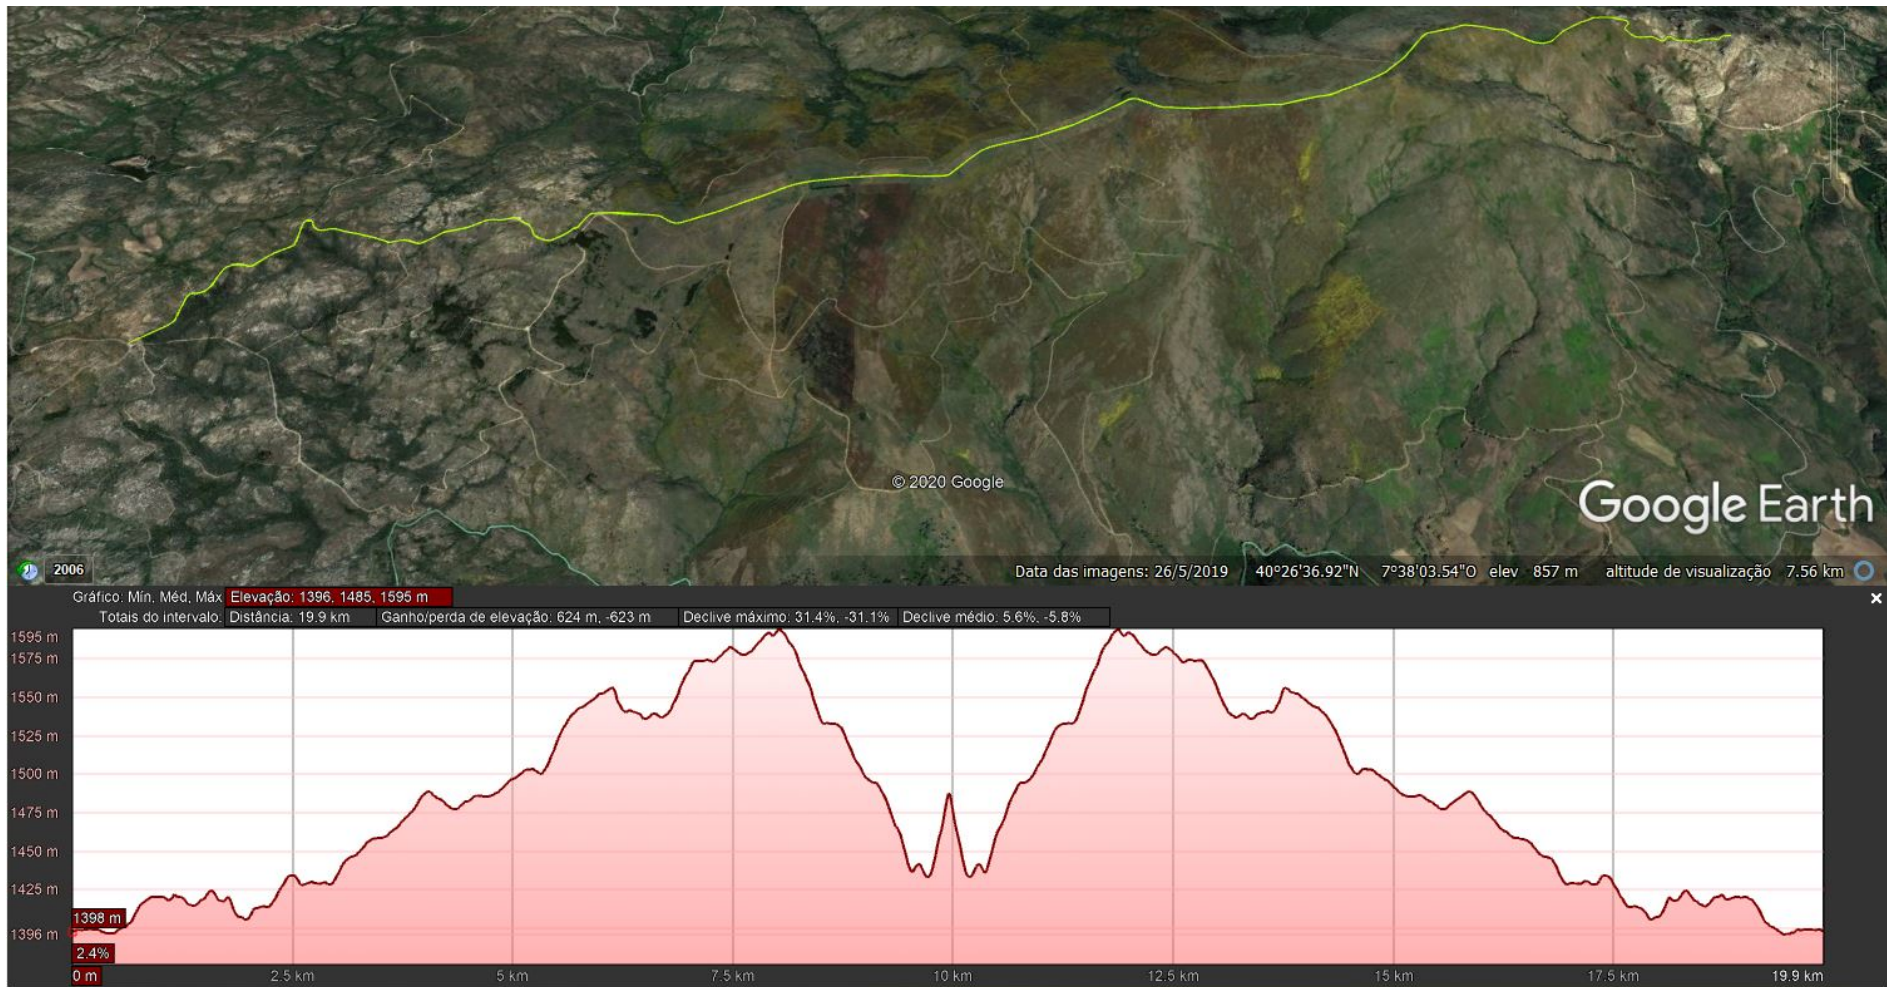 © 2020 Google
Google Earth
2006
Data das imagens: 26/5/2019 40°26'36.92"N 7°38'03.54"O elev 857 m altitude de visualização 7.56 km
Gráfico: Mín, Méd, Máx Elevação: 1396, 1485, 1595 m
Totais do intervalo: Distância: 19.9 km Ganho/perda de elevação: 624 m, -623 m Declive máximo: 31.4%, -31.1% Declive médio: 5.6%, -5.8%
1595 m
1575 m
1550 m
1525 m
1500 m
1475 m
1450 m
1425 m
1398 m
1396 m
2.4%
0 m 2.5 km 5 km 7.5 km 10 km 12.5 km 15 km 17.5 km 19.9 km